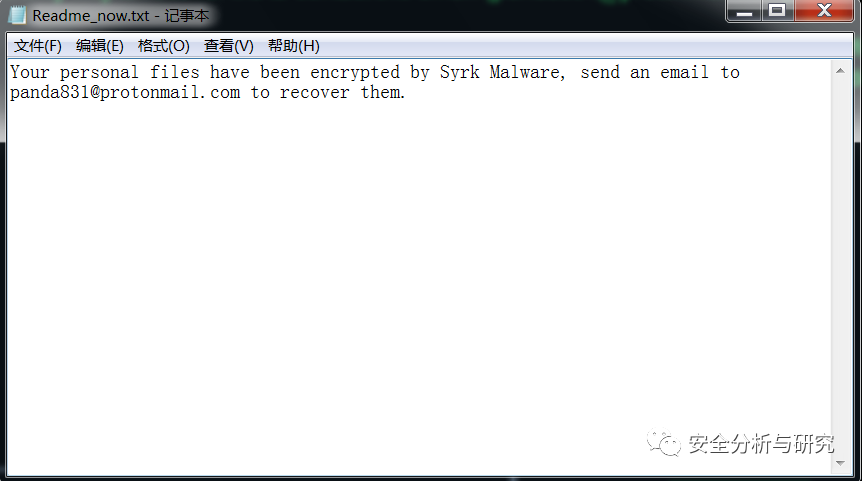 Readme_now.txt - 记事本
文件(F) 编辑(E) 格式(O) 查看(V) 帮助(H)
Your personal files have been encrypted by Syrk Malware, send an email to
panda831@protonmail.com to recover them.
安全分析与研究